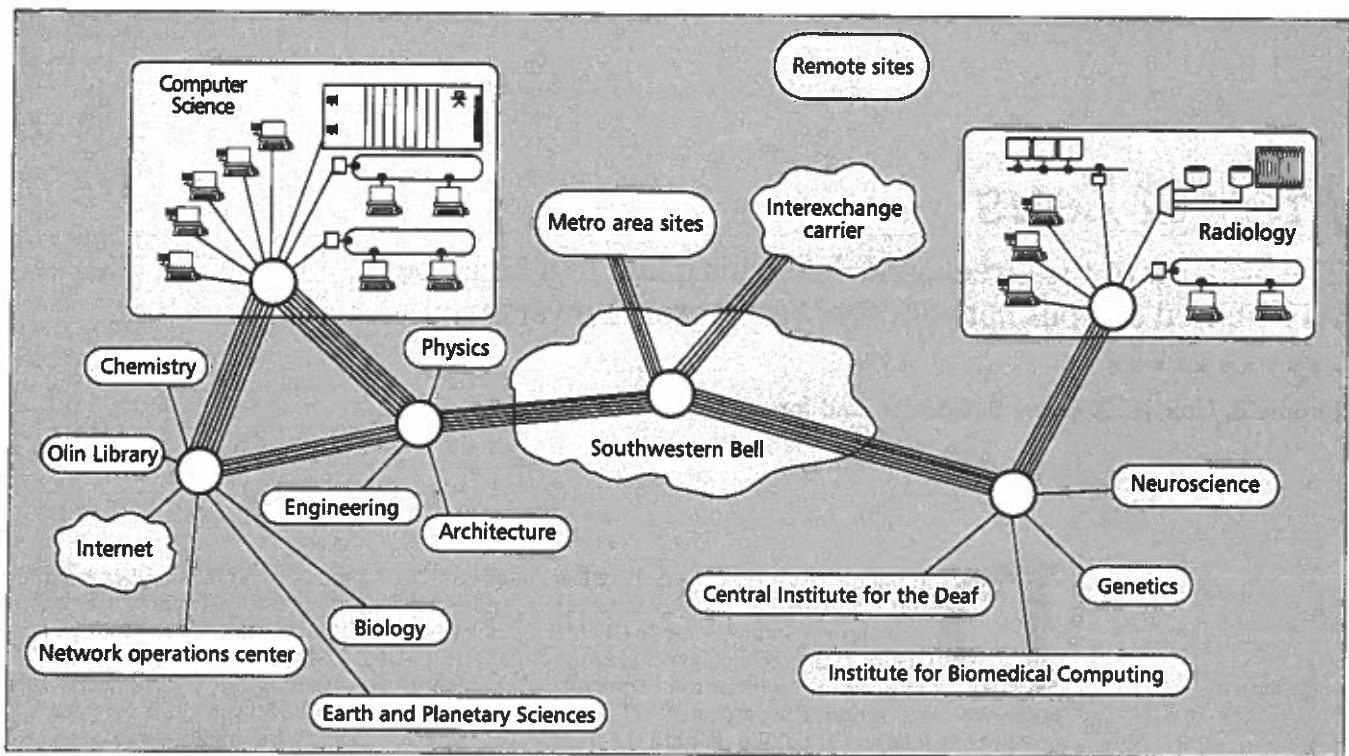 Remote sites
Computer
Science
Metro area sites
Interexchange
carrier
Radiology
Physics
Chemistry
Southwestern Bell
Olin Library
Engineering
Architecture
Neuroscience
Internet
Central Institute for the Deaf
Genetics
Biology
Network operations center
Institute for Biomedical Computing
Earth and Planetary Sciences